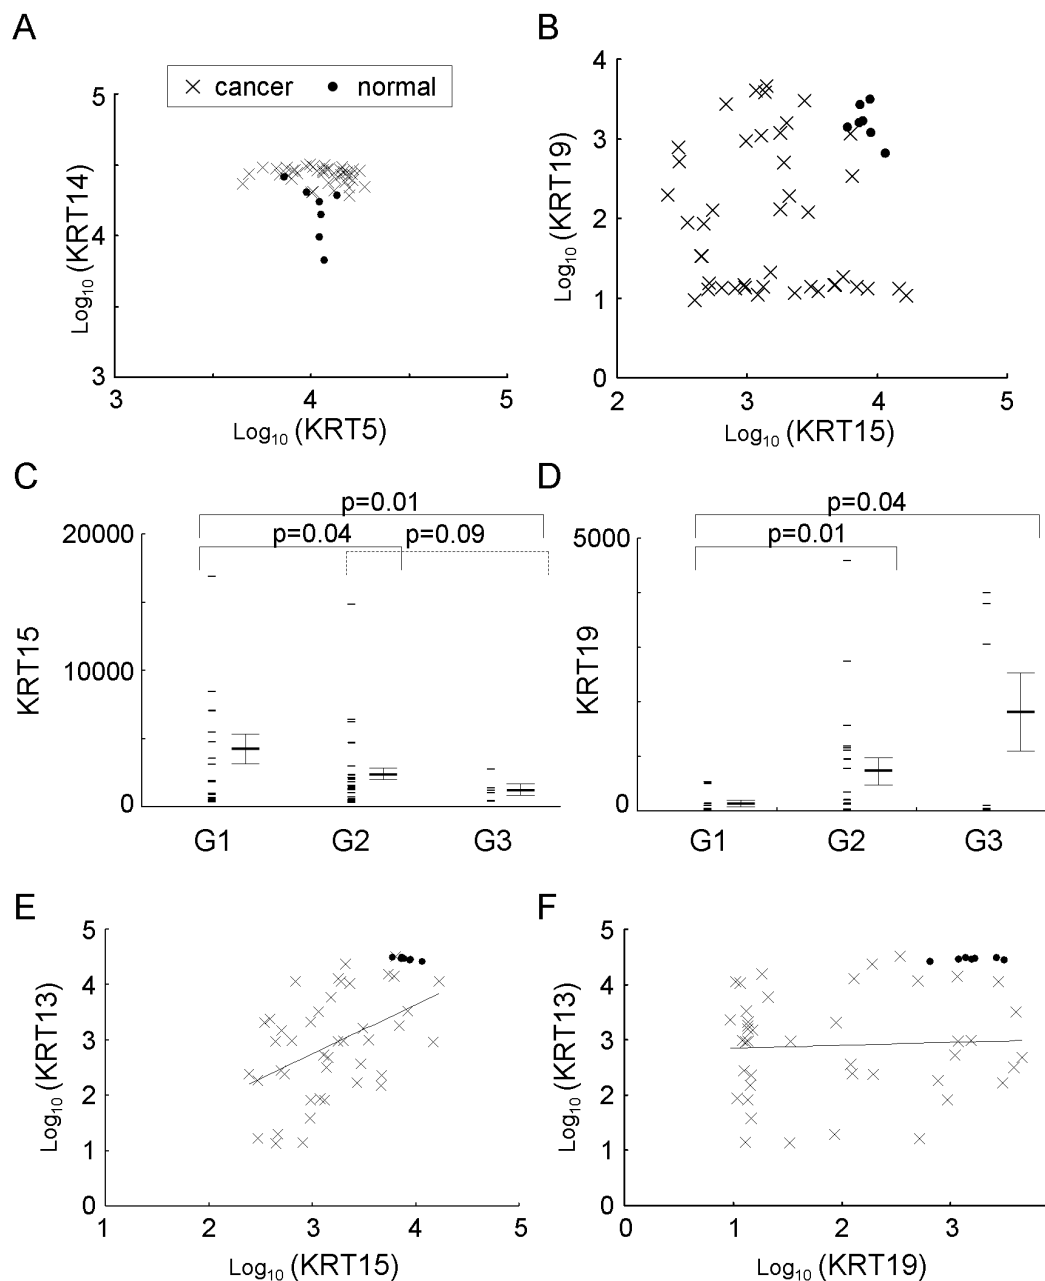 A
× cancer ● normal
5
4
3
Log10 (KRT14)
3 4 5
Log10 (KRT5)
B
4
3
2
1
0
Log10 (KRT19)
2 3 4 5
Log10 (KRT15)
C
p=0.01
p=0.04 p=0.09
20000
10000
0
KRT15
G1 G2 G3
D
p=0.04
p=0.01
5000
0
KRT19
G1 G2 G3
E
5
4
3
2
1
0
Log10 (KRT13)
1 2 3 4 5
Log10 (KRT15)
F
5
4
3
2
1
0
Log10 (KRT13)
0 1 2 3
Log10 (KRT19)